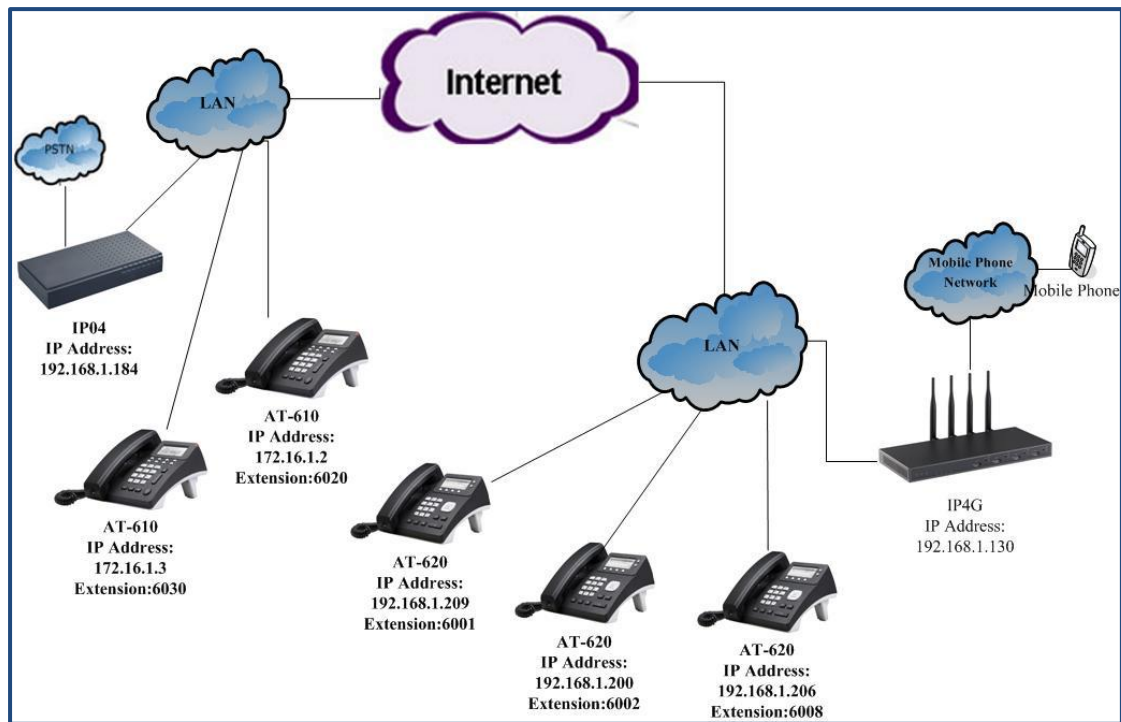 Internet
LAN
PSTN
IP04
IP Address:
192.168.1.184
AT-610
IP Address:
172.16.1.2
Extension:6020
AT-610
IP Address:
172.16.1.3
Extension:6030
LAN
Mobile Phone
Network
Mobile Phone
IP4G
IP Address:
192.168.1.130
AT-620
IP Address:
192.168.1.209
Extension:6001
AT-620
IP Address:
192.168.1.200
Extension:6002
AT-620
IP Address:
192.168.1.206
Extension:6008